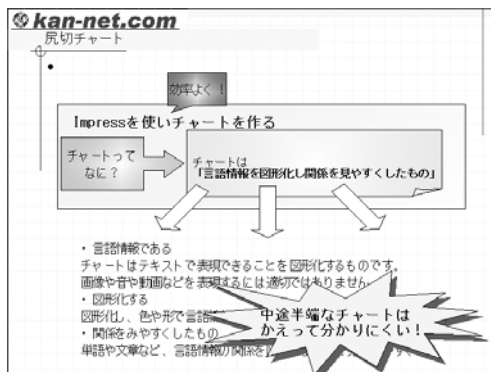 kan-net.com
尻切チャート
効率よく！
Impressを使いチャートを作る
チャートって
なに？
チャートは
「言語情報を図形化し関係を見やすくしたもの」
・言語情報である
チャートはテキストで表現できることを図形化するものです。
画像や音や動画などを表現するには適切ではありません
・図形化する
図形化し、色や形で言語
・関係をみやすくしたもの
単語や文章など、言語情報の関係を
中途半端なチャートは
かえって分かりにくい！